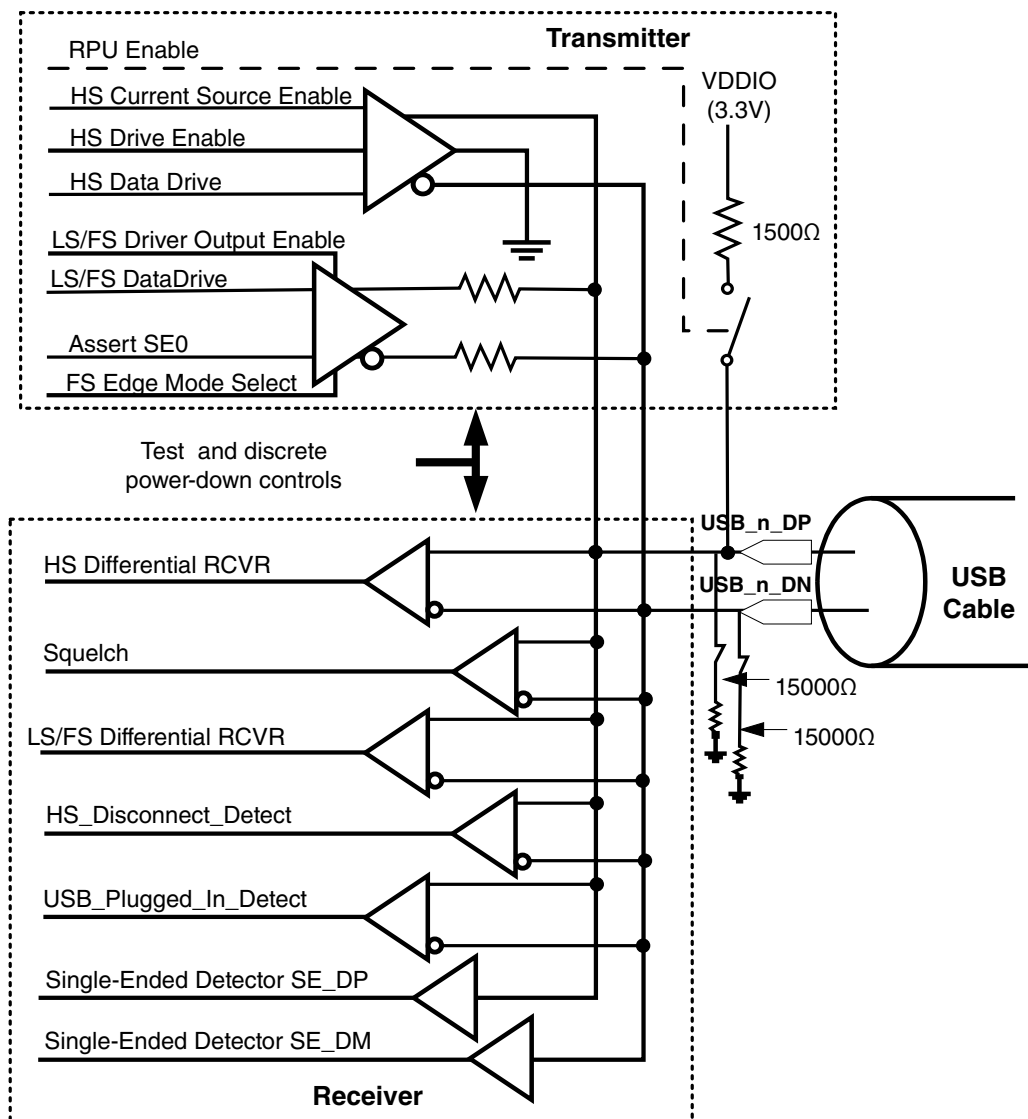 Transmitter
RPU Enable
VDDIO
(3.3V)
HS Current Source Enable
HS Drive Enable
HS Data Drive
1500Ω
LS/FS Driver Output Enable
LS/FS DataDrive
Assert SE0
FS Edge Mode Select
Test and discrete
power-down controls
USB_n_DP
HS Differential RCVR
USB_n_DN
USB
Cable
Squelch
15000Ω
LS/FS Differential RCVR
15000Ω
HS_Disconnect_Detect
USB_Plugged_In_Detect
Single-Ended Detector SE_DP
Single-Ended Detector SE_DM
Receiver